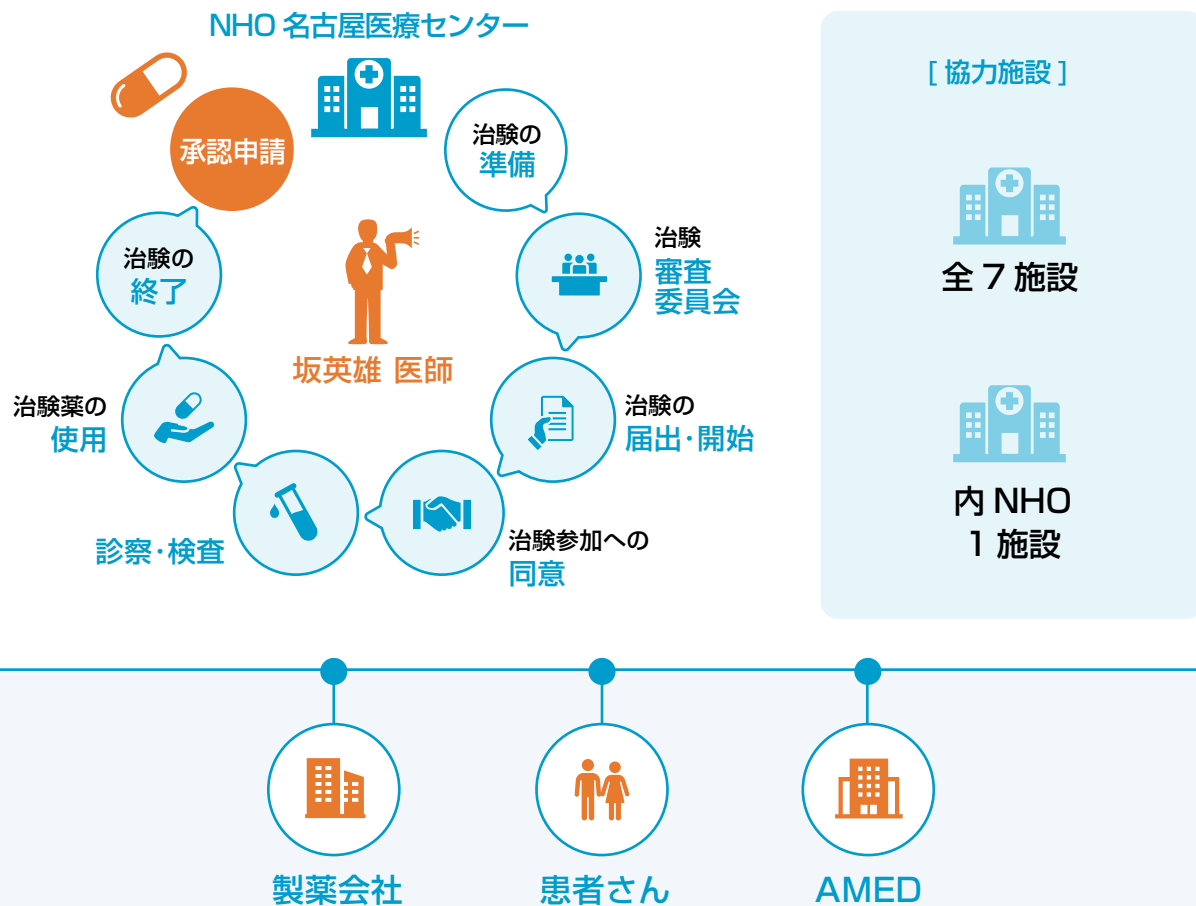 NHO 名古屋医療センター
承認申請
治験の
準備
治験
審査
委員会
治験の
届出・開始
治験参加への
同意
診察・検査
治験薬の
使用
治験の
終了
坂英雄 医師
[ 協力施設 ]
全 7 施設
内 NHO
1 施設
製薬会社
患者さん
AMED